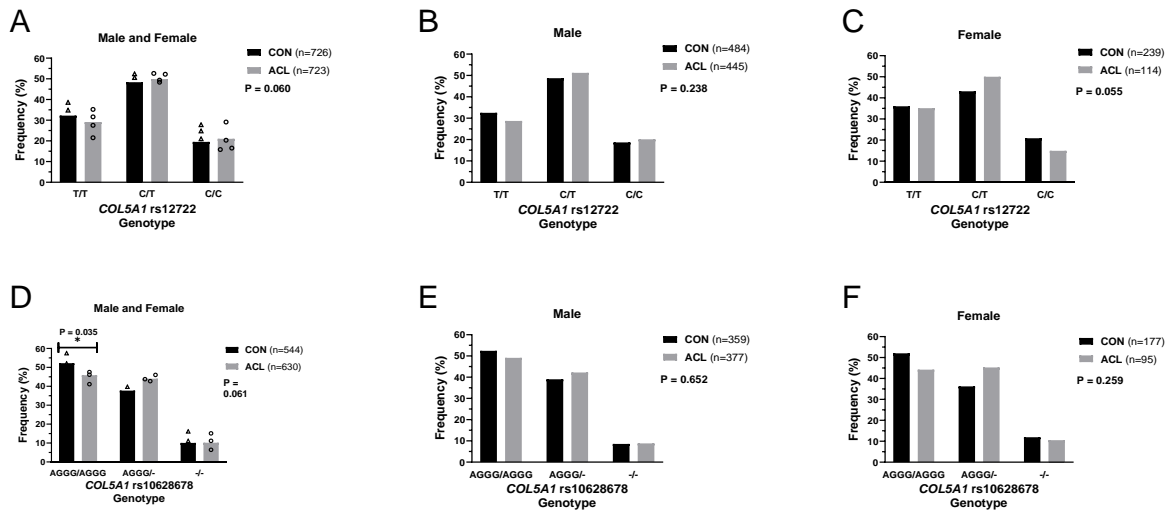 A
Male and Female
CON (n=726)
ACL (n=723)
P = 0.060
Frequency (%)
60
50
40
30
20
10
0
T/T C/T C/C
COL5A1 rs12722
Genotype
B
Male
CON (n=484)
ACL (n=445)
P = 0.238
Frequency (%)
60
50
40
30
20
10
0
T/T C/T C/C
COL5A1 rs12722
Genotype
C
Female
CON (n=239)
ACL (n=114)
P = 0.055
Frequency (%)
60
50
40
30
20
10
0
T/T C/T C/C
COL5A1 rs12722
Genotype
D
Male and Female
P = 0.035
*
CON (n=544)
ACL (n=630)
P =
0.061
Frequency (%)
60
50
40
30
20
10
0
AGGG/AGGG AGGG/- -/-
COL5A1 rs10628678
Genotype
E
Male
CON (n=359)
ACL (n=377)
P = 0.652
Frequency (%)
60
50
40
30
20
10
0
AGGG/AGGG AGGG/- -/-
COL5A1 rs10628678
Genotype
F
Female
CON (n=177)
ACL (n=95)
P = 0.259
Frequency (%)
60
50
40
30
20
10
0
AGGG/AGGG AGGG/- -/-
COL5A1 rs10628678
Genotype